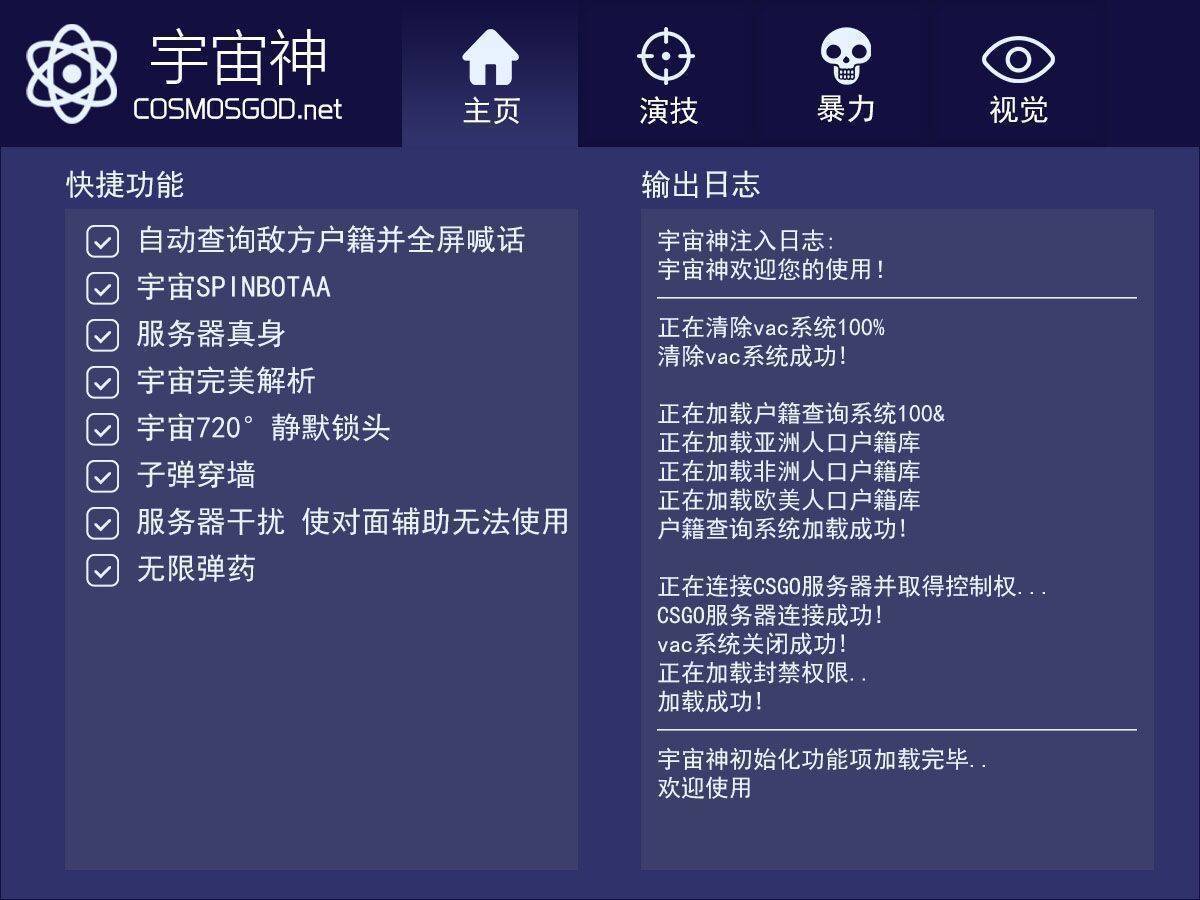 宇宙神
COSMOSGOD.net
主页
演技
暴力
视觉
快捷功能
自动查询敌方户籍并全屏喊话
宇宙SPINBOTAA
服务器真身
宇宙完美解析
宇宙720°静默锁头
子弹穿墙
服务器干扰 使对面辅助无法使用
无限弹药
输出日志
宇宙神注入日志:
宇宙神欢迎您的使用!
正在清除vac系统100%
清除vac系统成功!
正在加载户籍查询系统100&
正在加载亚洲人口户籍库
正在加载非洲人口户籍库
正在加载欧美人口户籍库
户籍查询系统加载成功!
正在连接CSGO服务器并取得控制权...
CSGO服务器连接成功!
vac系统关闭成功!
正在加载封禁权限..
加载成功!
宇宙神初始化功能项加载完毕..
欢迎使用